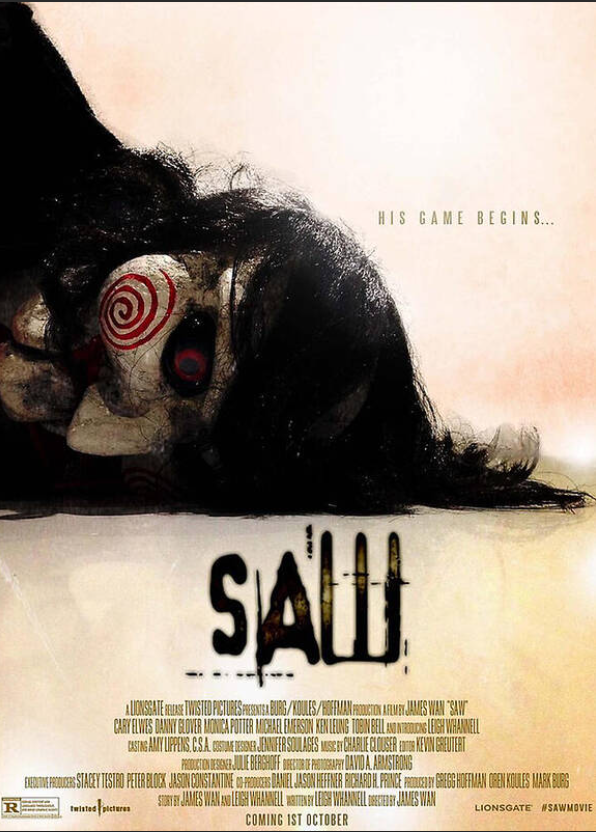 HIS GAME BEGINS...
SAW
A LIONSGATE RELEASE TWISTED PICTURES PRESENTS A BURG/KOULES/HOFFMAN PRODUCTION A FILM BY JAMES WAN "SAW"
CARY ELWES DANNY GLOVER MONICA POTTER MICHAEL EMERSON KEN LEUNG TOBIN BELL AND INTRODUCING LEIGH WHANNELL
CASTING AMY LIPPENS, C.S.A. COSTUME DESIGNER JENNIFER SOULAGES MUSIC BY CHARLIE CLOUSER EDITOR KEVIN GREUTERT
PRODUCTION DESIGNER JULIE BERGHOFF DIRECTOR OF PHOTOGRAPHY DAVID A. ARMSTRONG
EXECUTIVE PRODUCERS STACEY TESTRO PETER BLOCK JASON CONSTANTINE CO-PRODUCERS DANIEL JASON HEFFNER RICHARD H. PRINCE PRODUCED BY GREGG HOFFMAN OREN KOULES MARK BURG
STORY BY JAMES WAN AND LEIGH WHANNELL WRITTEN BY LEIGH WHANNELL DIRECTED BY JAMES WAN
R
twisted pictures
LIONSGATE #SAWMOVIE
COMING 1ST OCTOBER